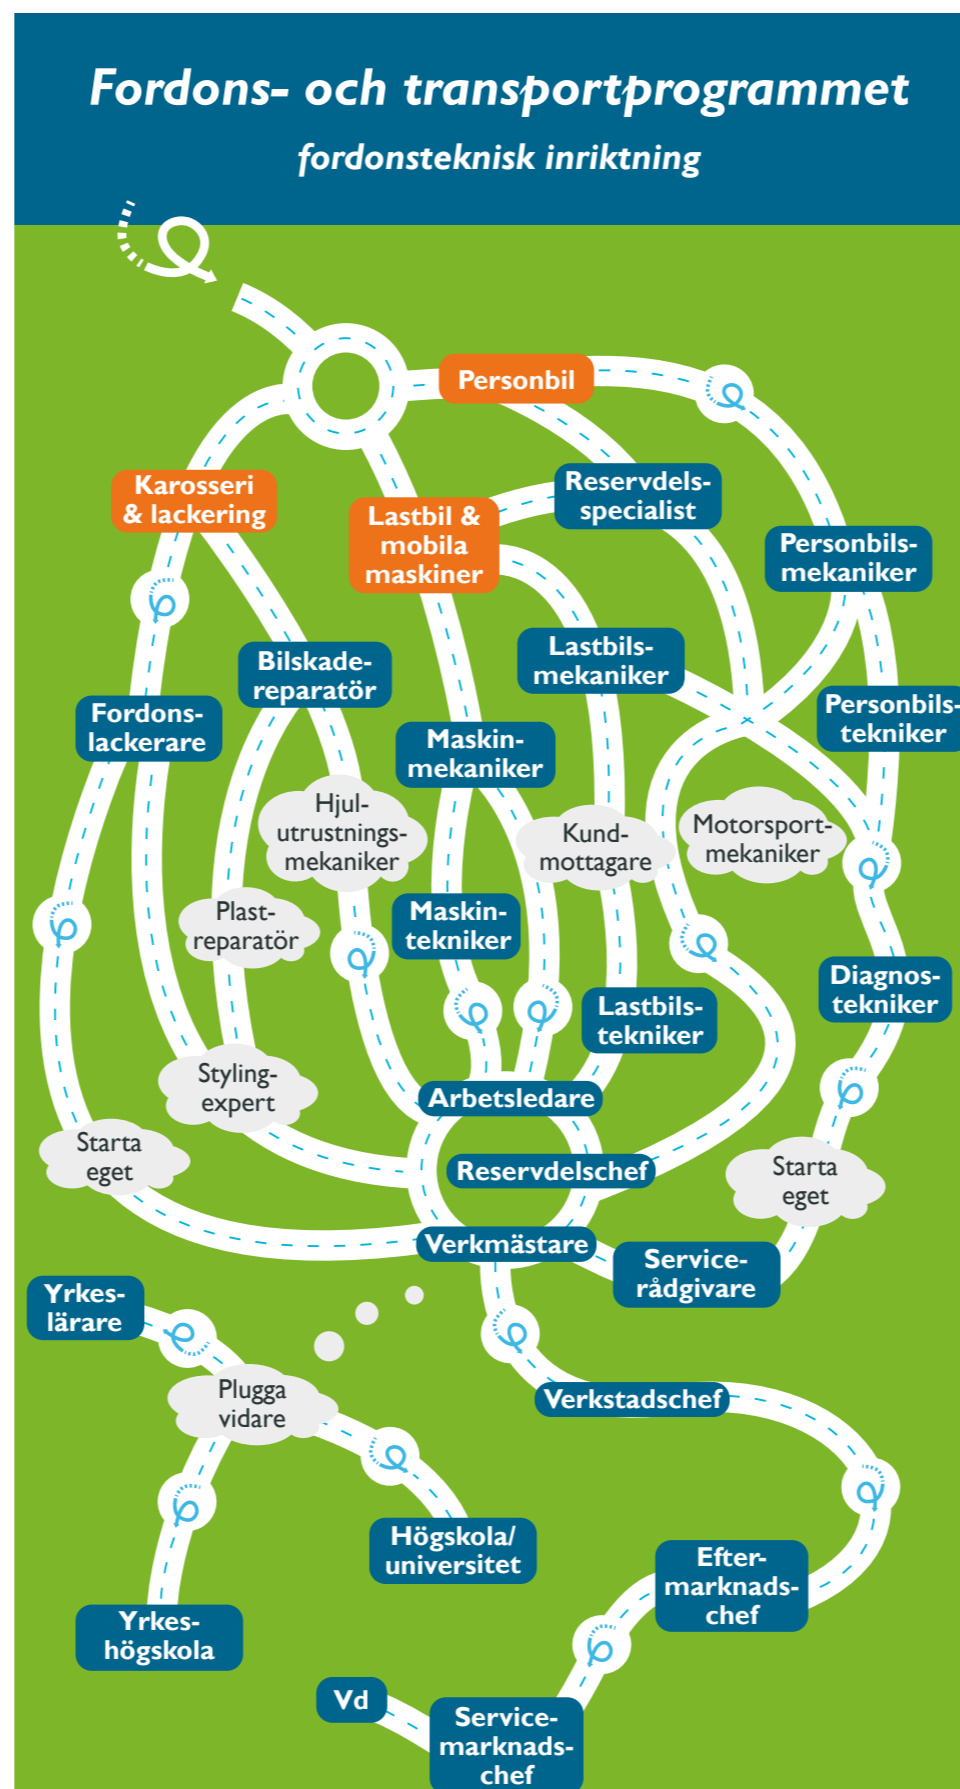 Fordons- och transportprogrammet
fordonsteknisk inriktning
Personbil
Karosseri
& lackering
Lastbil &
mobila
maskiner
Reservdels-
specialist
Personbils-
mekaniker
Bilskade-
reparatör
Lastbils-
mekaniker
Fordons-
lackerare
Personbils-
tekniker
Maskin-
mekaniker
Hjul-
utrustnings-
mekaniker
Kund-
mottagare
Motorsport-
mekaniker
Plast-
reparatör
Maskin-
tekniker
Diagnos-
tekniker
Lastbils-
tekniker
Styling-
expert
Arbetsledare
Starta
eget
Reservdelschef
Starta
eget
Verkmästare
Service-
rådgivare
Yrkes-
lärare
Plugga
vidare
Verkstadschef
Högskola/
universitet
Efter-
marknads-
chef
Yrkes-
högskola
Vd
Service-
marknads-
chef